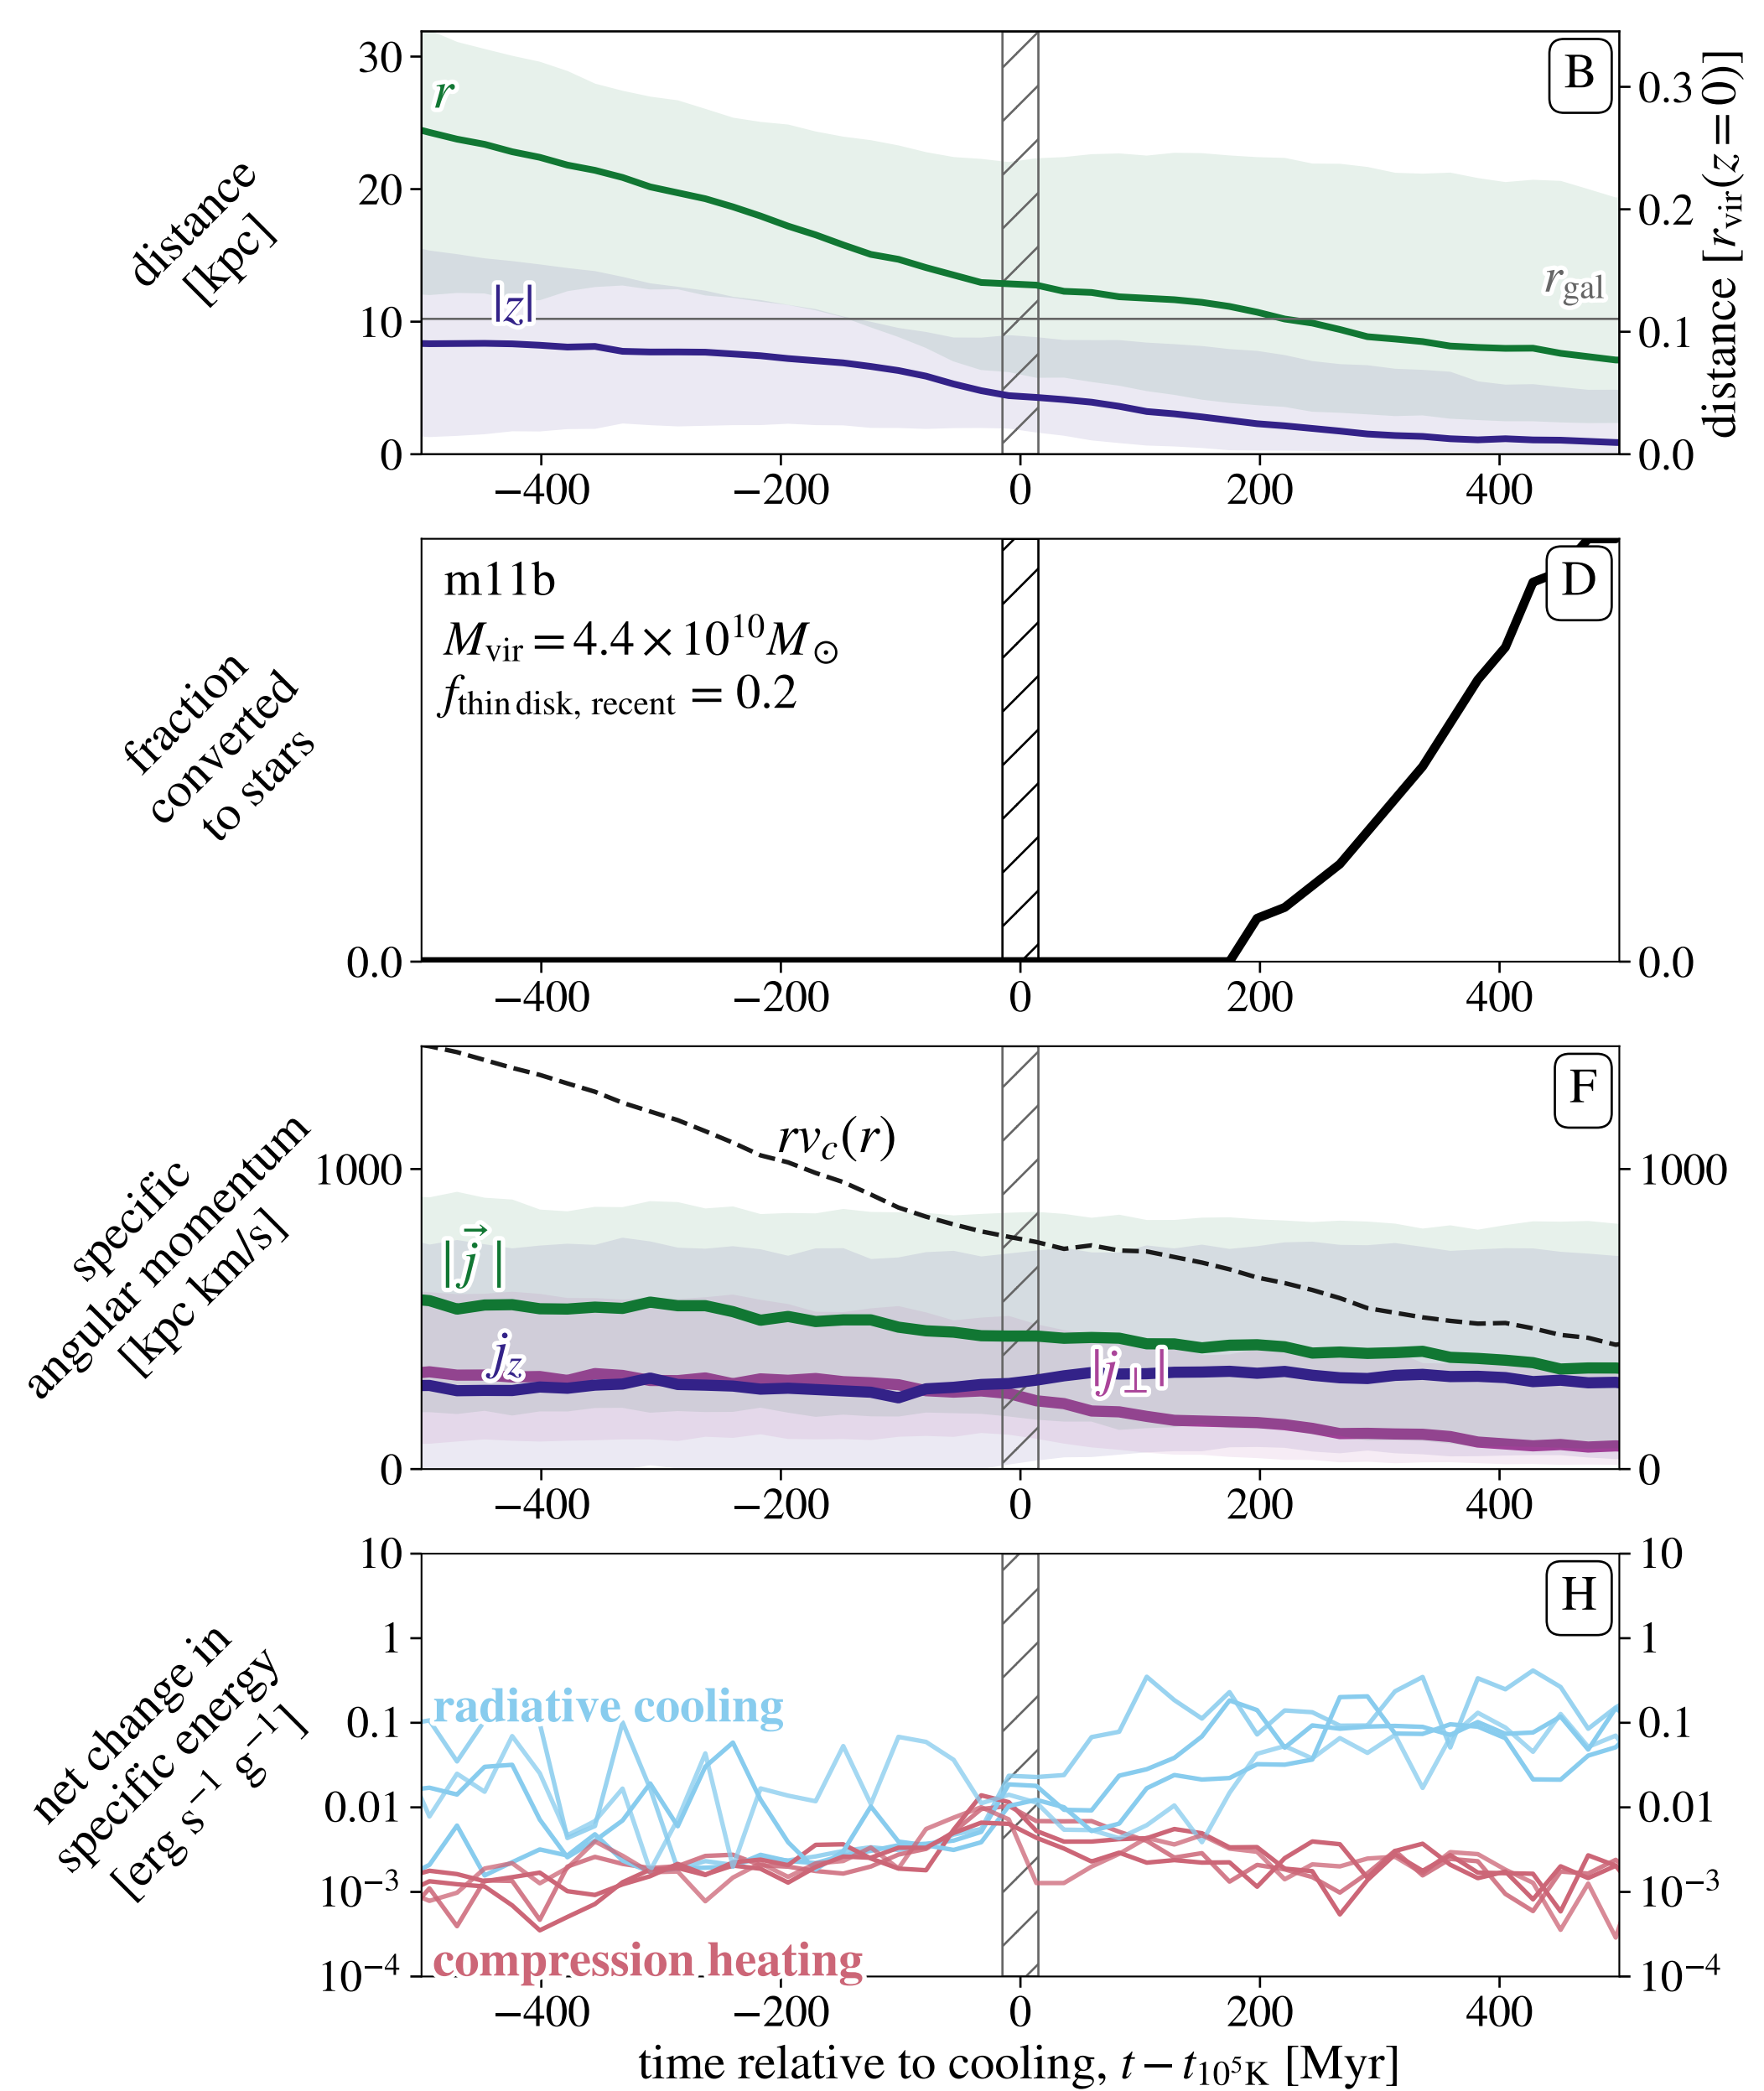 B
30
20
10
0
0.3
0.2
0.1
0.0
r
|z|
r_gal
distance
[kpc]
distance [r_vir(z=0)]
−400 −200 0 200 400
D
m11b
M_vir = 4.4 × 10^10 M_⊙
f_thin disk, recent = 0.2
fraction
converted
to stars
0.0
0.0
−400 −200 0 200 400
F
rv_c(r)
1000
0
1000
0
|j⃗|
j_z
|j_⊥|
specific
angular momentum
[kpc km/s]
−400 −200 0 200 400
H
10
1
0.1
0.01
10^−3
10^−4
10
1
0.1
0.01
10^−3
10^−4
radiative cooling
compression heating
net change in
specific energy
[erg s^−1 g^−1]
−400 −200 0 200 400
time relative to cooling, t − t_10^5K [Myr]